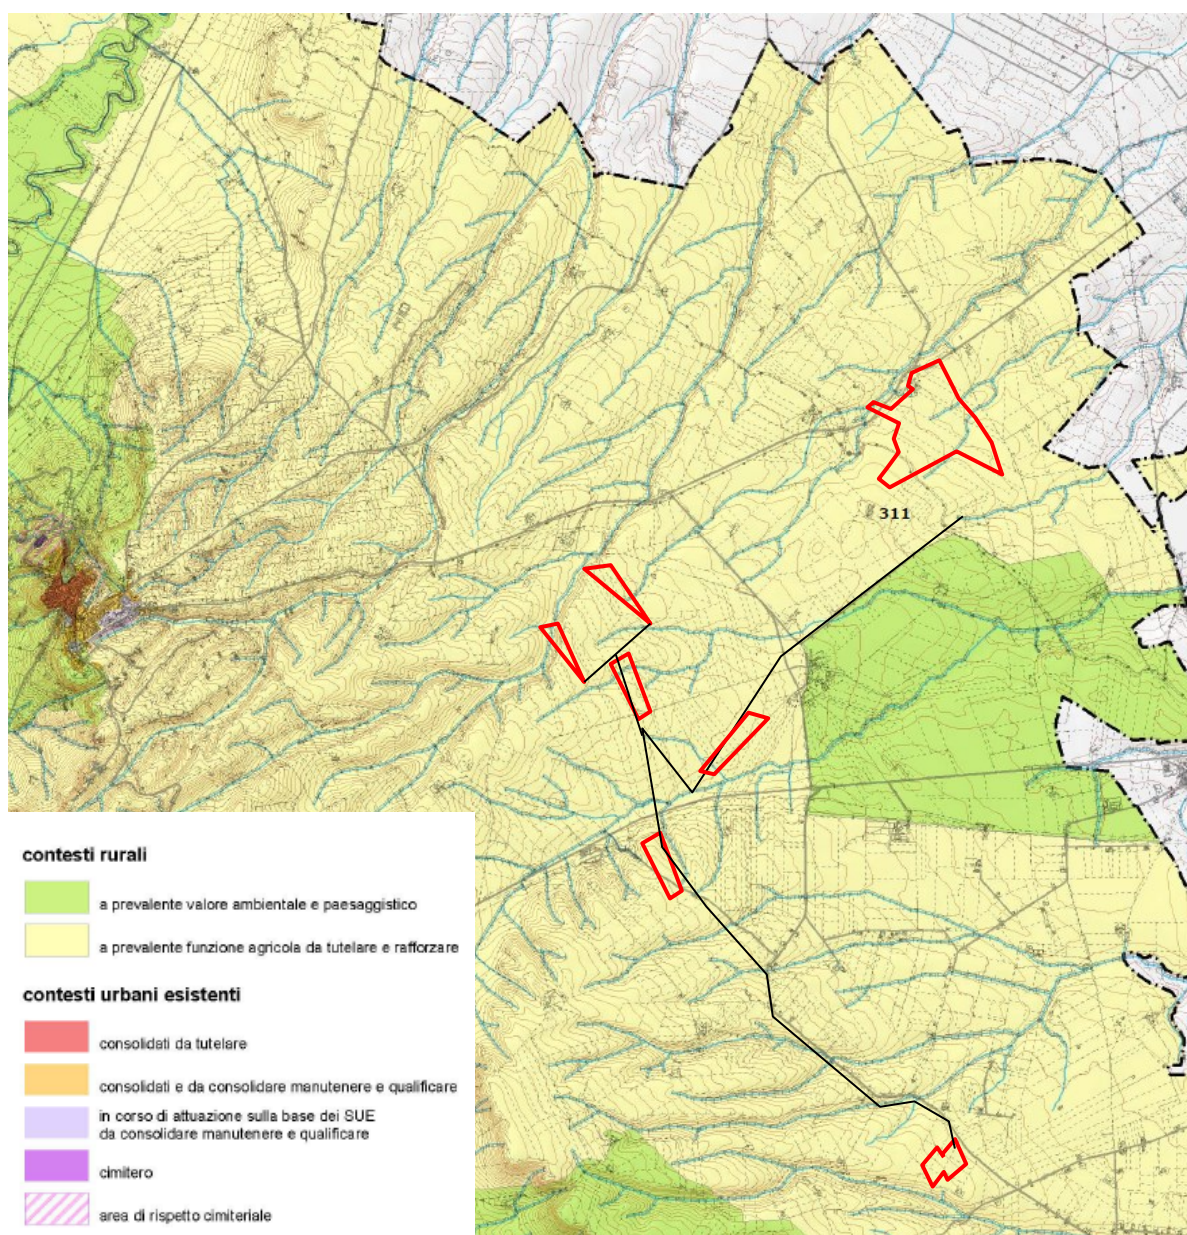 311
contesti rurali
a prevalente valore ambientale e paesaggistico
a prevalente funzione agricola da tutelare e rafforzare
contesti urbani esistenti
consolidati da tutelare
consolidati e da consolidare manutenere e qualificare
in corso di attuazione sulla base dei SUE
da consolidare manutenere e qualificare
cimitero
area di rispetto cimiteriale